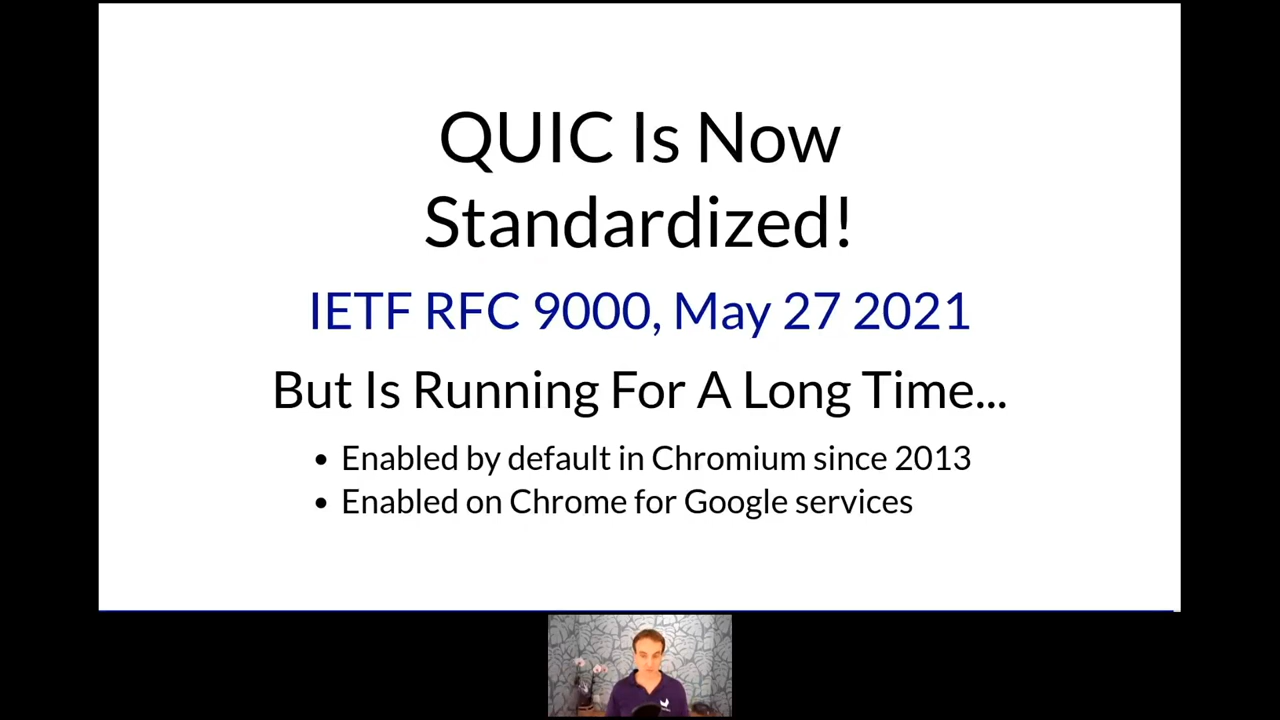 QUIC Is Now
Standardized!
IETF RFC 9000, May 27 2021
But Is Running For A Long Time...
• Enabled by default in Chromium since 2013
• Enabled on Chrome for Google services